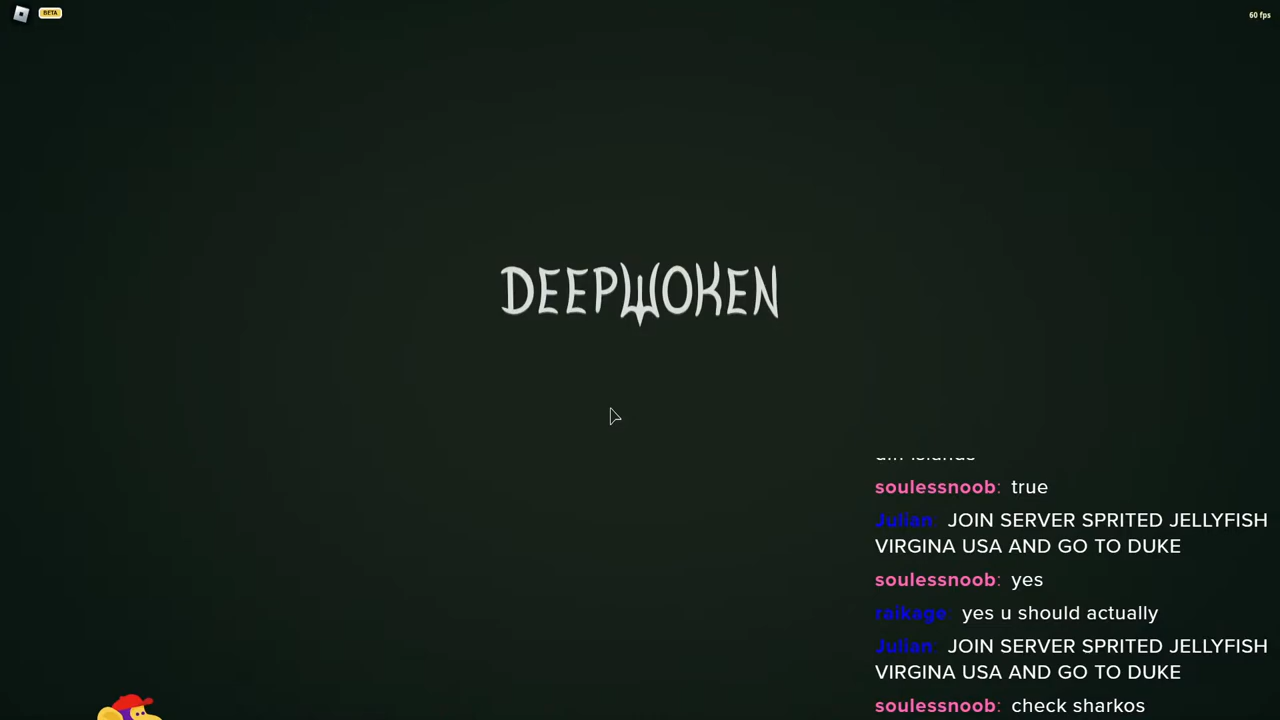 BETA
60 fps
DEEPWOKEN
soulessnoob: true
Julian: JOIN SERVER SPRITED JELLYFISH
VIRGINA USA AND GO TO DUKE
soulessnoob: yes
raikage: yes u should actually
Julian: JOIN SERVER SPRITED JELLYFISH
VIRGINA USA AND GO TO DUKE
soulessnoob: check sharkos